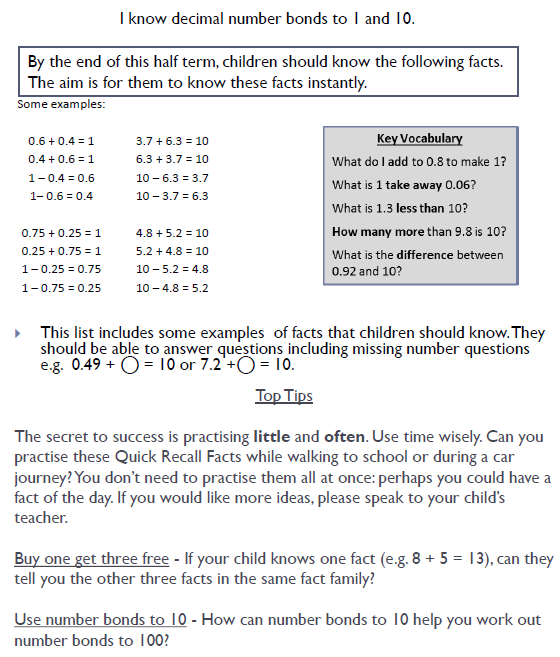 I know decimal number bonds to 1 and 10.
By the end of this half term, children should know the following facts.
The aim is for them to know these facts instantly.
Some examples:
0.6 + 0.4 = 1
0.4 + 0.6 = 1
1 – 0.4 = 0.6
1– 0.6 = 0.4
0.75 + 0.25 = 1
0.25 + 0.75 = 1
1 – 0.25 = 0.75
1 – 0.75 = 0.25
3.7 + 6.3 = 10
6.3 + 3.7 = 10
10 – 6.3 = 3.7
10 – 3.7 = 6.3
4.8 + 5.2 = 10
5.2 + 4.8 = 10
10 – 5.2 = 4.8
10 – 4.8 = 5.2
Key Vocabulary
What do I add to 0.8 to make 1?
What is 1 take away 0.06?
What is 1.3 less than 10?
How many more than 9.8 is 10?
What is the difference between
0.92 and 10?
This list includes some examples of facts that children should know. They
should be able to answer questions including missing number questions
e.g. 0.49 + ◯ = 10 or 7.2 +◯ = 10.
Top Tips
The secret to success is practising little and often. Use time wisely. Can you
practise these Quick Recall Facts while walking to school or during a car
journey? You don't need to practise them all at once: perhaps you could have a
fact of the day. If you would like more ideas, please speak to your child's
teacher.
Buy one get three free - If your child knows one fact (e.g. 8 + 5 = 13), can they
tell you the other three facts in the same fact family?
Use number bonds to 10 - How can number bonds to 10 help you work out
number bonds to 100?